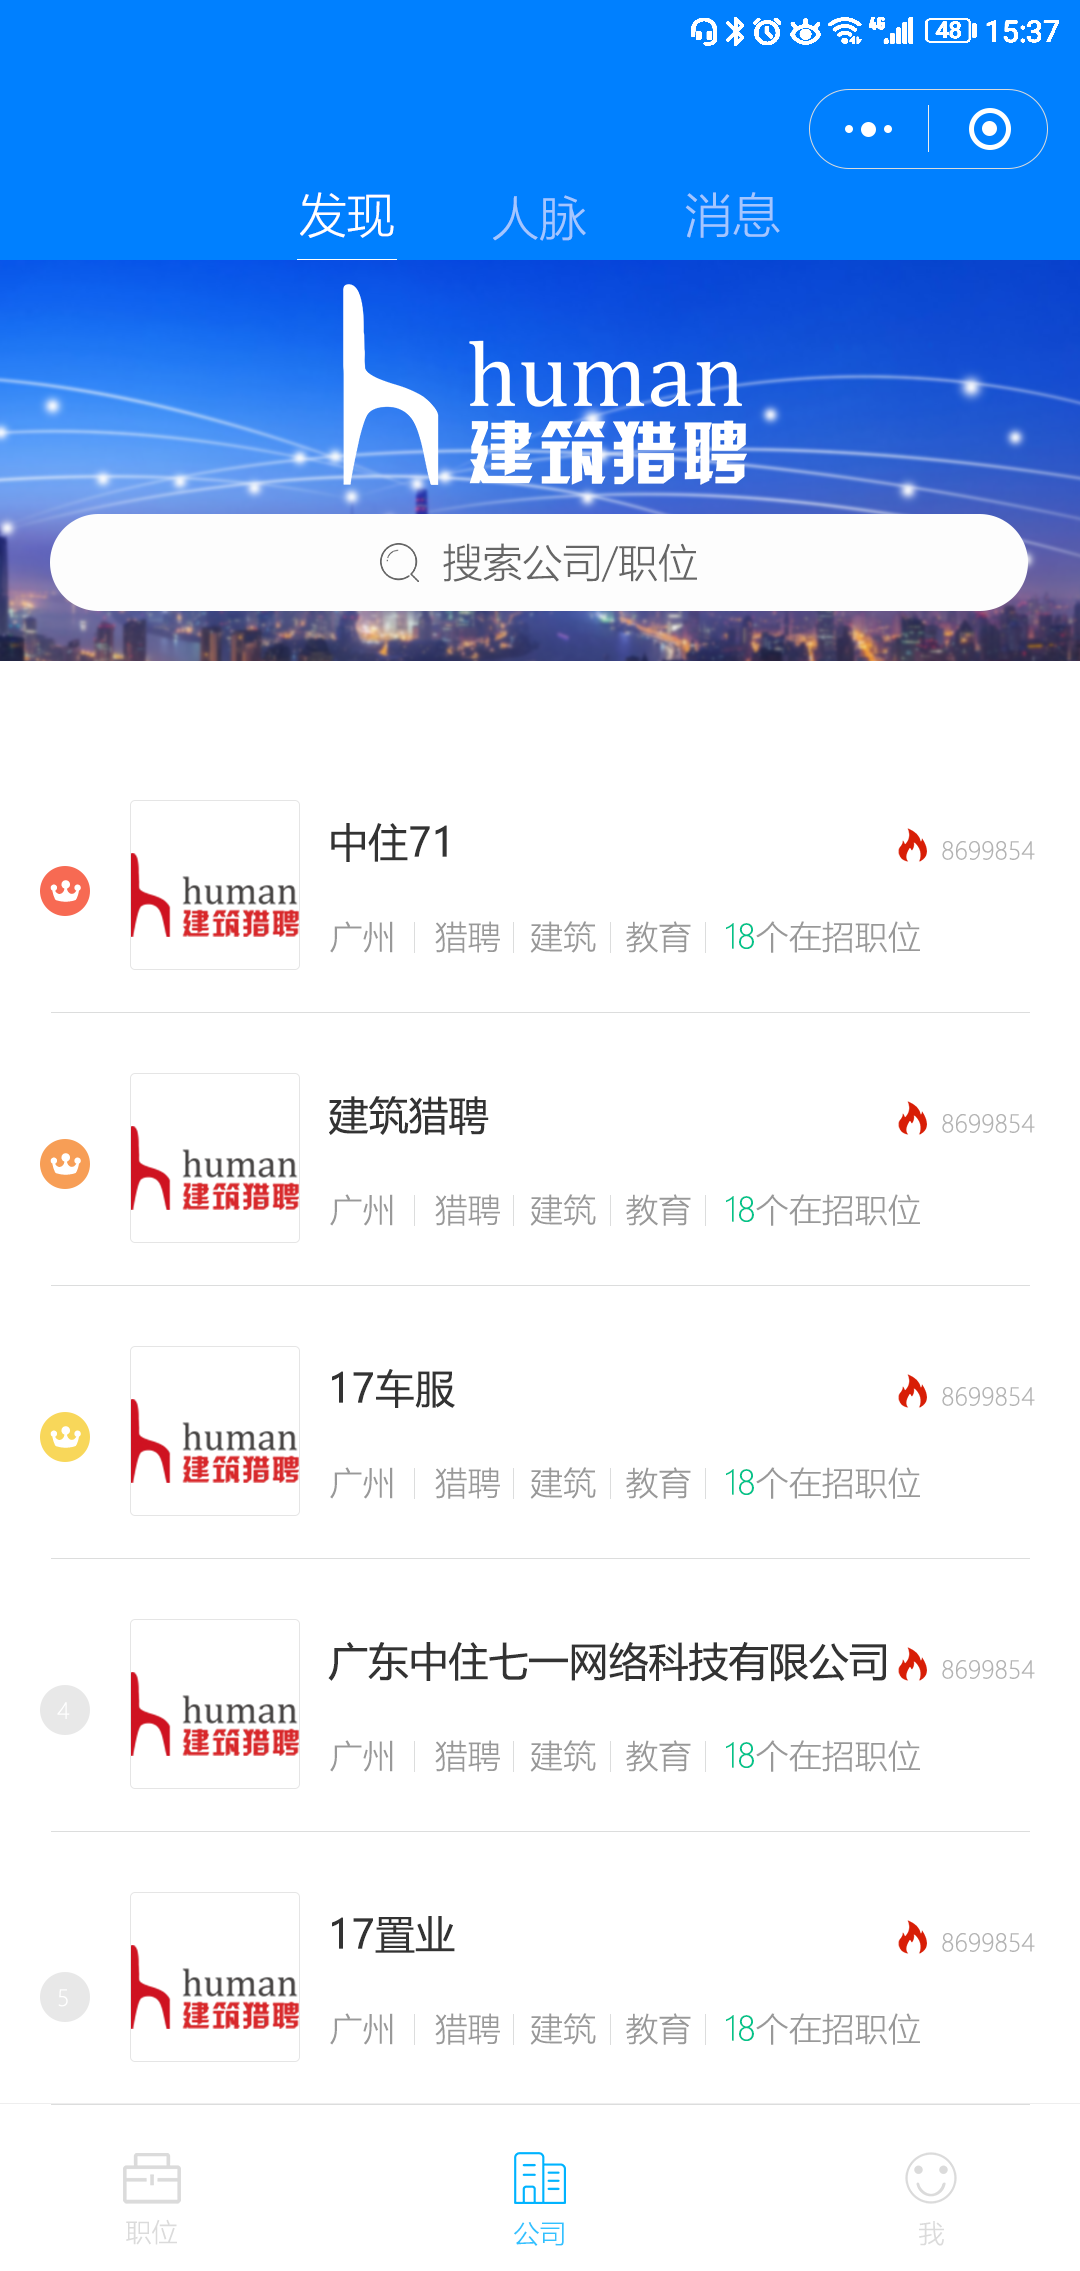 4G 48 15:37
发现 人脉 消息
human
建筑猎聘
搜索公司/职位
中住71 8699854
human
建筑猎聘
广州 猎聘 建筑 教育 18个在招职位
建筑猎聘 8699854
human
建筑猎聘
广州 猎聘 建筑 教育 18个在招职位
17车服 8699854
human
建筑猎聘
广州 猎聘 建筑 教育 18个在招职位
广东中住七一网络科技有限公司 8699854
4
human
建筑猎聘
广州 猎聘 建筑 教育 18个在招职位
17置业 8699854
5
human
建筑猎聘
广州 猎聘 建筑 教育 18个在招职位
职位 公司 我